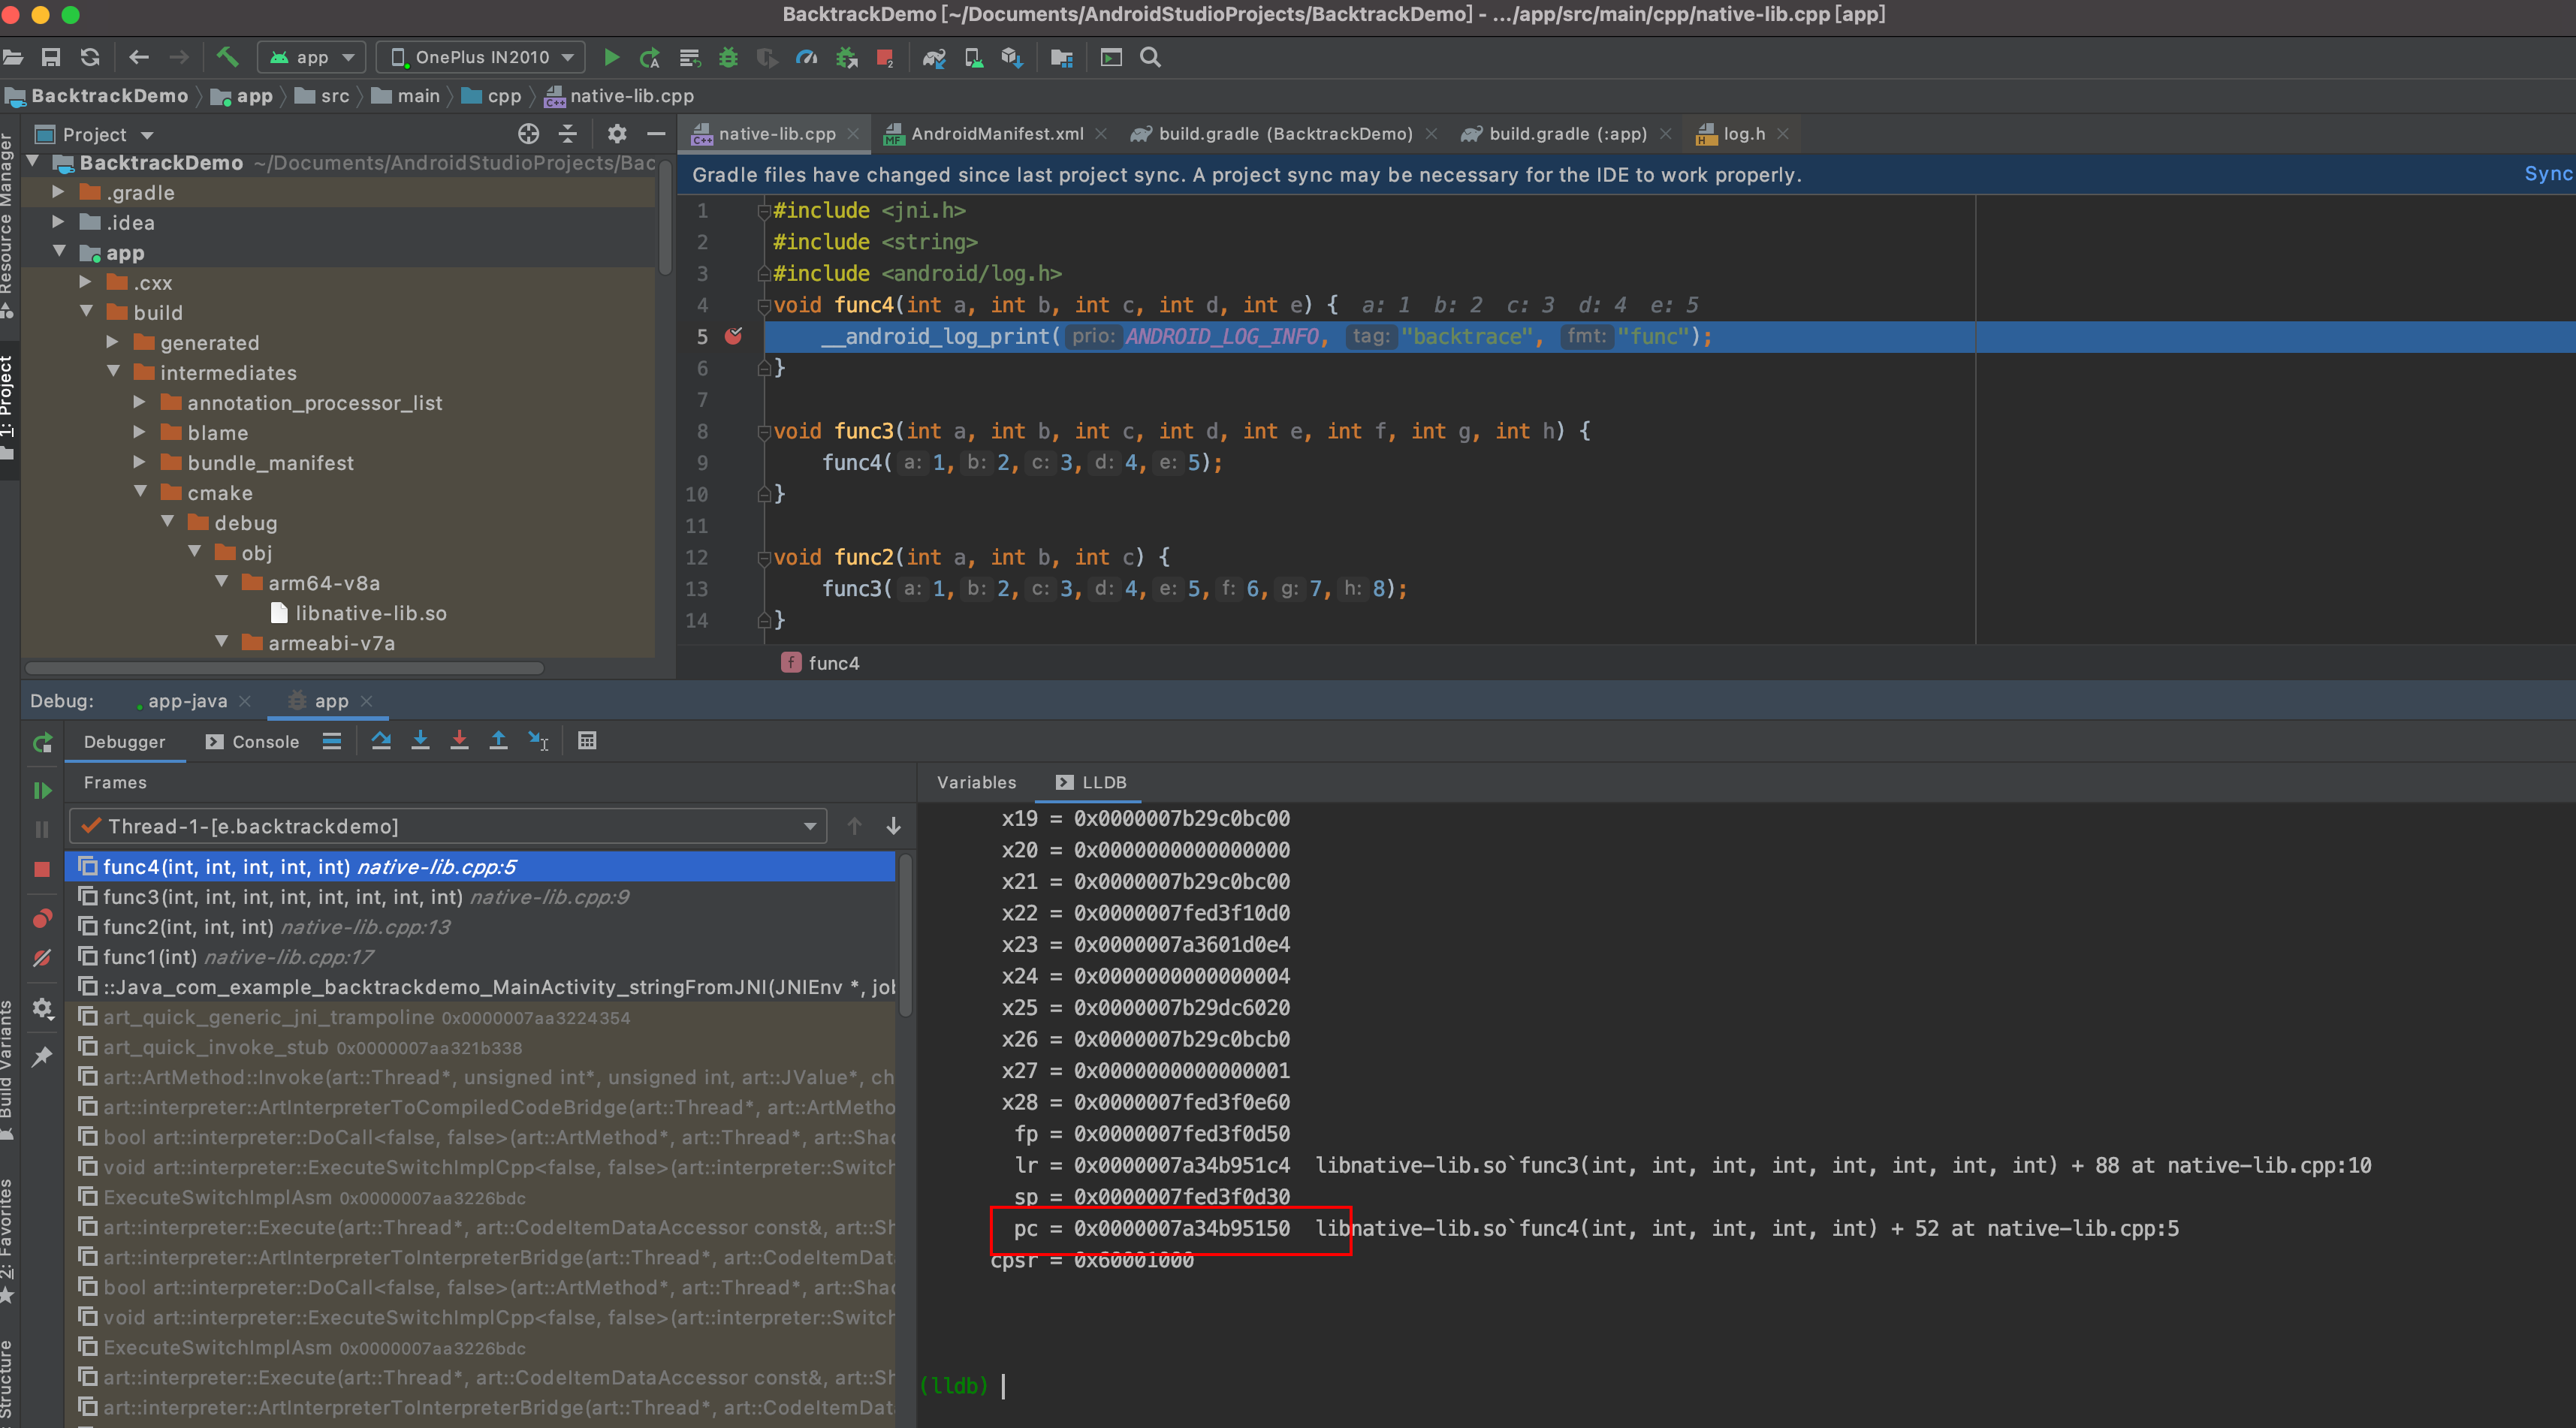 BacktrackDemo [~/Documents/AndroidStudioProjects/BacktrackDemo] - .../app/src/main/cpp/native-lib.cpp [app]
app
OnePlus IN2010
BacktrackDemo
app
src
main
cpp
native-lib.cpp
Resource Manager
1: Project
Project
BacktrackDemo ~/Documents/AndroidStudioProjects/Bac
.gradle
.idea
app
.cxx
build
generated
intermediates
annotation_processor_list
blame
bundle_manifest
cmake
debug
obj
arm64-v8a
libnative-lib.so
armeabi-v7a
native-lib.cpp
AndroidManifest.xml
build.gradle (BacktrackDemo)
build.gradle (:app)
log.h
Gradle files have changed since last project sync. A project sync may be necessary for the IDE to work properly.
Sync
1 #include <jni.h>
2 #include <string>
3 #include <android/log.h>
4 void func4(int a, int b, int c, int d, int e) { a: 1 b: 2 c: 3 d: 4 e: 5
5 __android_log_print( prio: ANDROID_LOG_INFO, tag: "backtrace", fmt: "func");
6 }
7
8 void func3(int a, int b, int c, int d, int e, int f, int g, int h) {
9 func4( a: 1, b: 2, c: 3, d: 4, e: 5);
10 }
11
12 void func2(int a, int b, int c) {
13 func3( a: 1, b: 2, c: 3, d: 4, e: 5, f: 6, g: 7, h: 8);
14 }
f func4
Debug:
app-java
app
Debugger
Console
Frames
Thread-1-[e.backtrackdemo]
func4(int, int, int, int, int) native-lib.cpp:5
func3(int, int, int, int, int, int, int, int) native-lib.cpp:9
func2(int, int, int) native-lib.cpp:13
func1(int) native-lib.cpp:17
::Java_com_example_backtrackdemo_MainActivity_stringFromJNI(JNIEnv *, jol
art_quick_generic_jni_trampoline 0x0000007aa3224354
art_quick_invoke_stub 0x0000007aa321b338
art::ArtMethod::Invoke(art::Thread*, unsigned int*, unsigned int, art::JValue*, ch
art::interpreter::ArtInterpreterToCompiledCodeBridge(art::Thread*, art::ArtMetho
bool art::interpreter::DoCall<false, false>(art::ArtMethod*, art::Thread*, art::Shac
void art::interpreter::ExecuteSwitchImplCpp<false, false>(art::interpreter::Switch
ExecuteSwitchImplAsm 0x0000007aa3226bdc
art::interpreter::Execute(art::Thread*, art::CodeItemDataAccessor const&, art::Sh
art::interpreter::ArtInterpreterToInterpreterBridge(art::Thread*, art::CodeItemDat
bool art::interpreter::DoCall<false, false>(art::ArtMethod*, art::Thread*, art::Shac
void art::interpreter::ExecuteSwitchImplCpp<false, false>(art::interpreter::Switch
ExecuteSwitchImplAsm 0x0000007aa3226bdc
art::interpreter::Execute(art::Thread*, art::CodeItemDataAccessor const&, art::Sh
art::interpreter::ArtInterpreterToInterpreterBridge(art::Thread*, art::CodeItemDat
Build Variants
2: Favorites
Structure
Variables
LLDB
x19 = 0x0000007b29c0bc00
x20 = 0x0000000000000000
x21 = 0x0000007b29c0bc00
x22 = 0x0000007fed3f10d0
x23 = 0x0000007a3601d0e4
x24 = 0x0000000000000004
x25 = 0x0000007b29dc6020
x26 = 0x0000007b29c0bcb0
x27 = 0x0000000000000001
x28 = 0x0000007fed3f0e60
fp = 0x0000007fed3f0d50
lr = 0x0000007a34b951c4 libnative-lib.so`func3(int, int, int, int, int, int, int, int) + 88 at native-lib.cpp:10
sp = 0x0000007fed3f0d30
pc = 0x0000007a34b95150 libnative-lib.so`func4(int, int, int, int, int) + 52 at native-lib.cpp:5
cpsr = 0x60001000
(lldb)